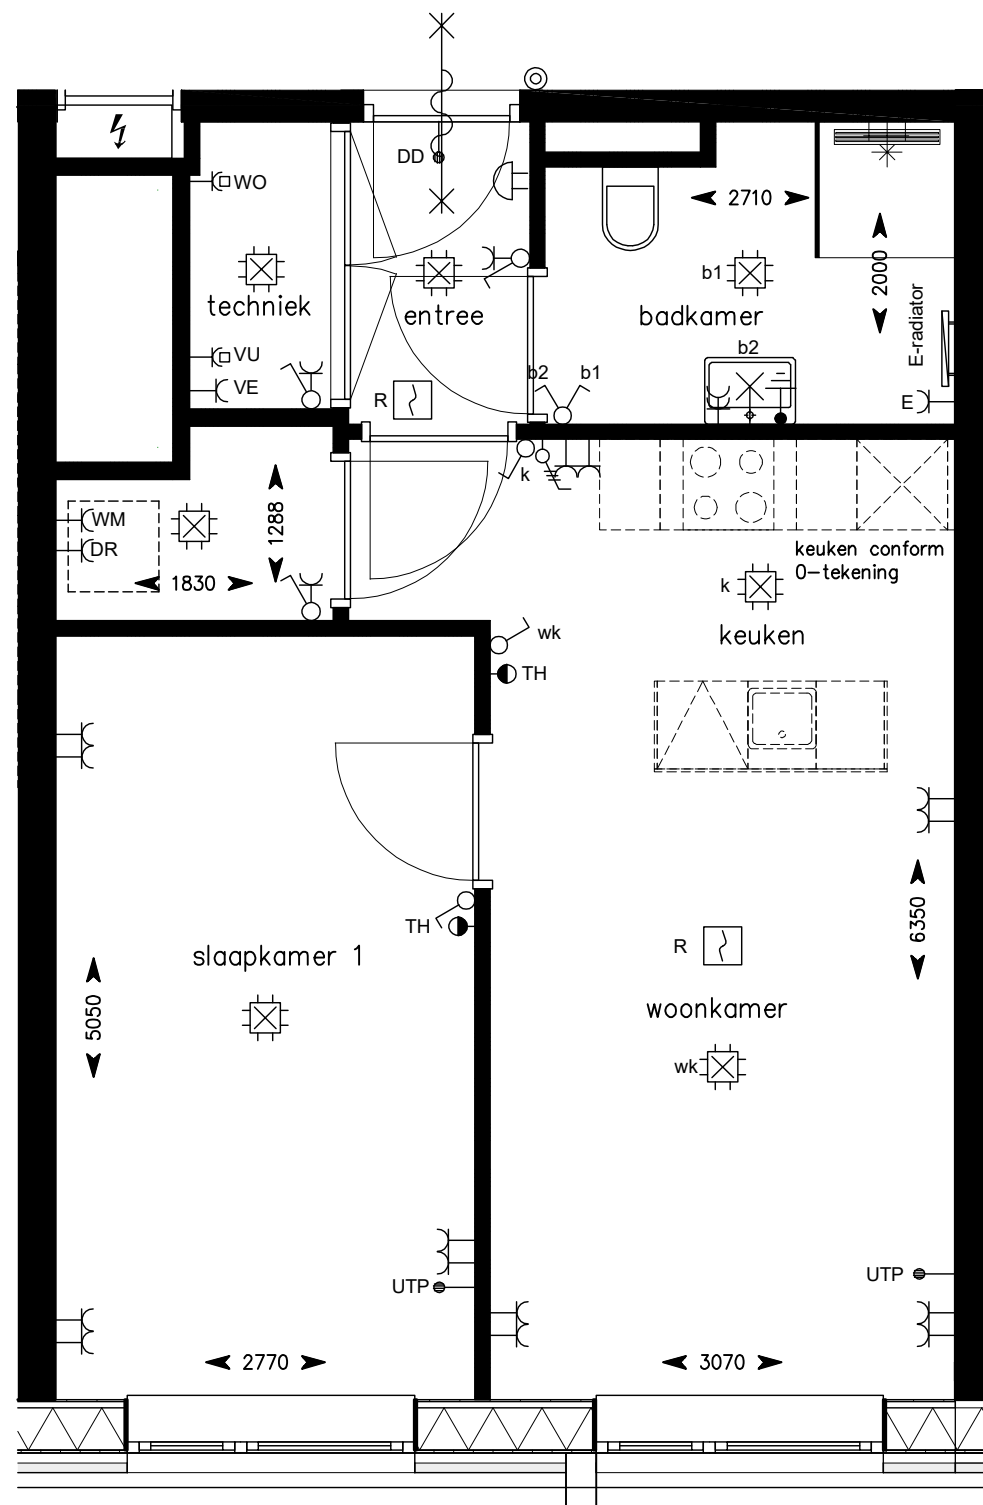 DD
WO
2710
2000
b1
techniek
entree
badkamer
E-radiator
VU
b2
VE
b2
b1
R
E
k
WM
DR
1288
1830
keuken conform
0-tekening
k
keuken
wk
TH
TH
6350
R
slaapkamer 1
5050
woonkamer
wk
UTP
UTP
2770
3070